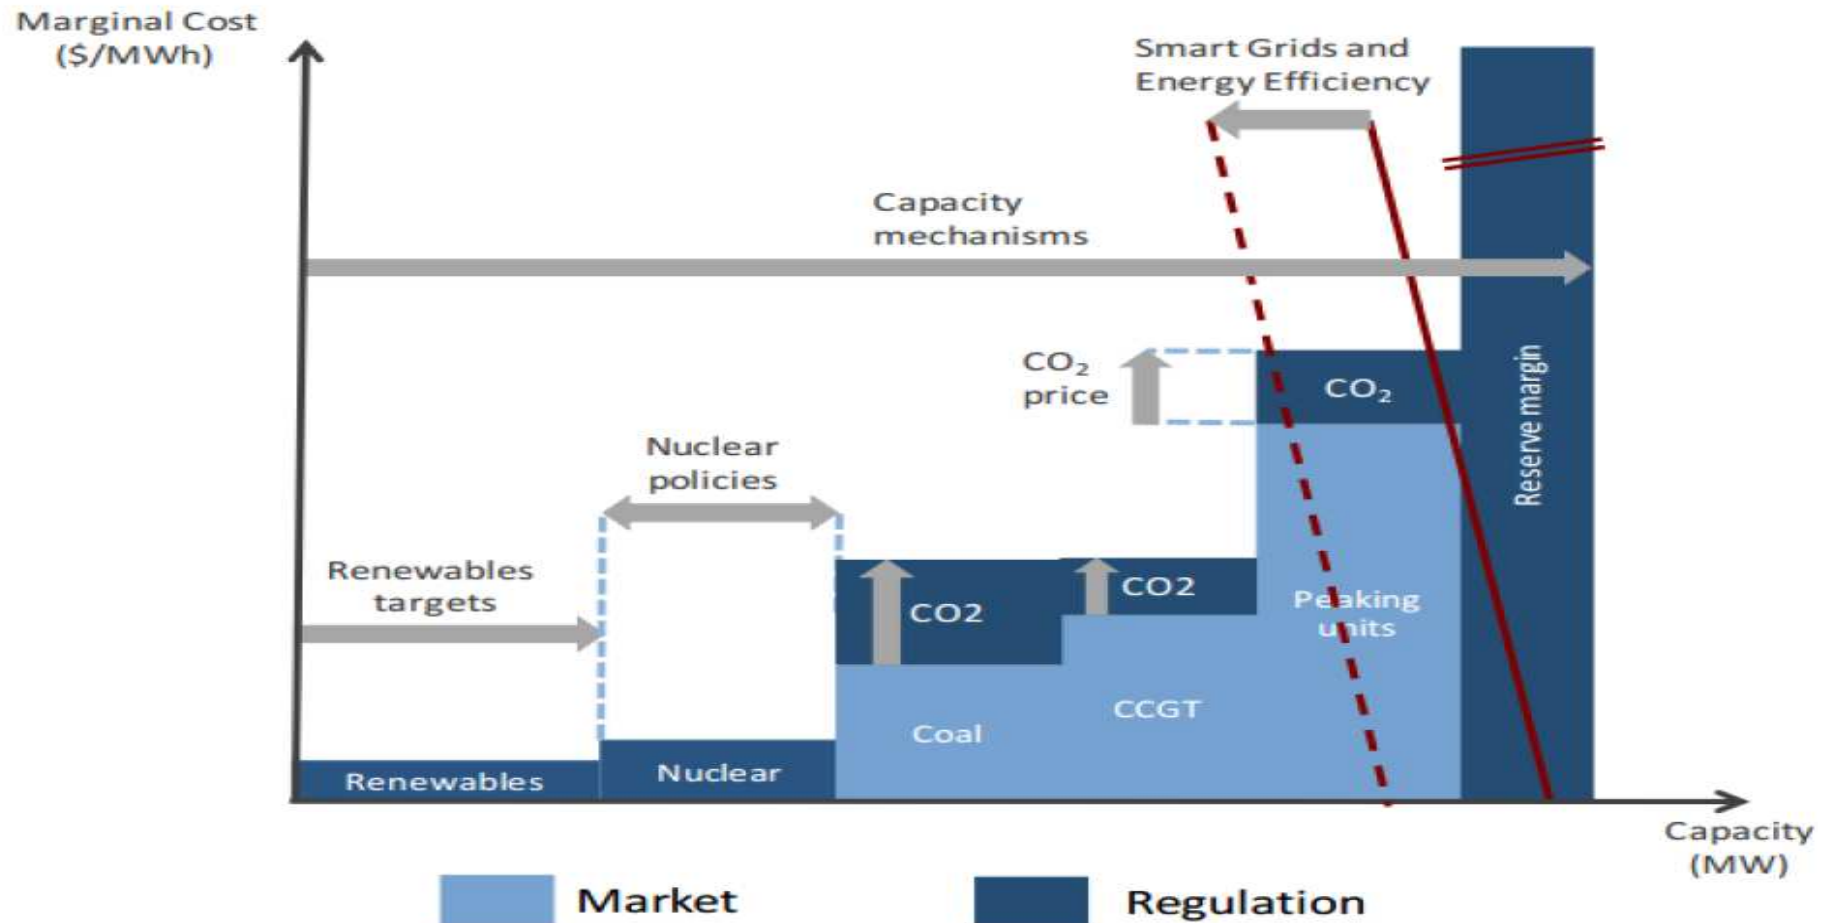 Marginal Cost
($/MWh)
Smart Grids and
Energy Efficiency
Capacity
mechanisms
CO₂
price
CO₂
Reserve margin
Nuclear
policies
Renewables
targets
CO2
CO2
Peaking
units
CCGT
Coal
Nuclear
Renewables
Capacity
(MW)
Market
Regulation